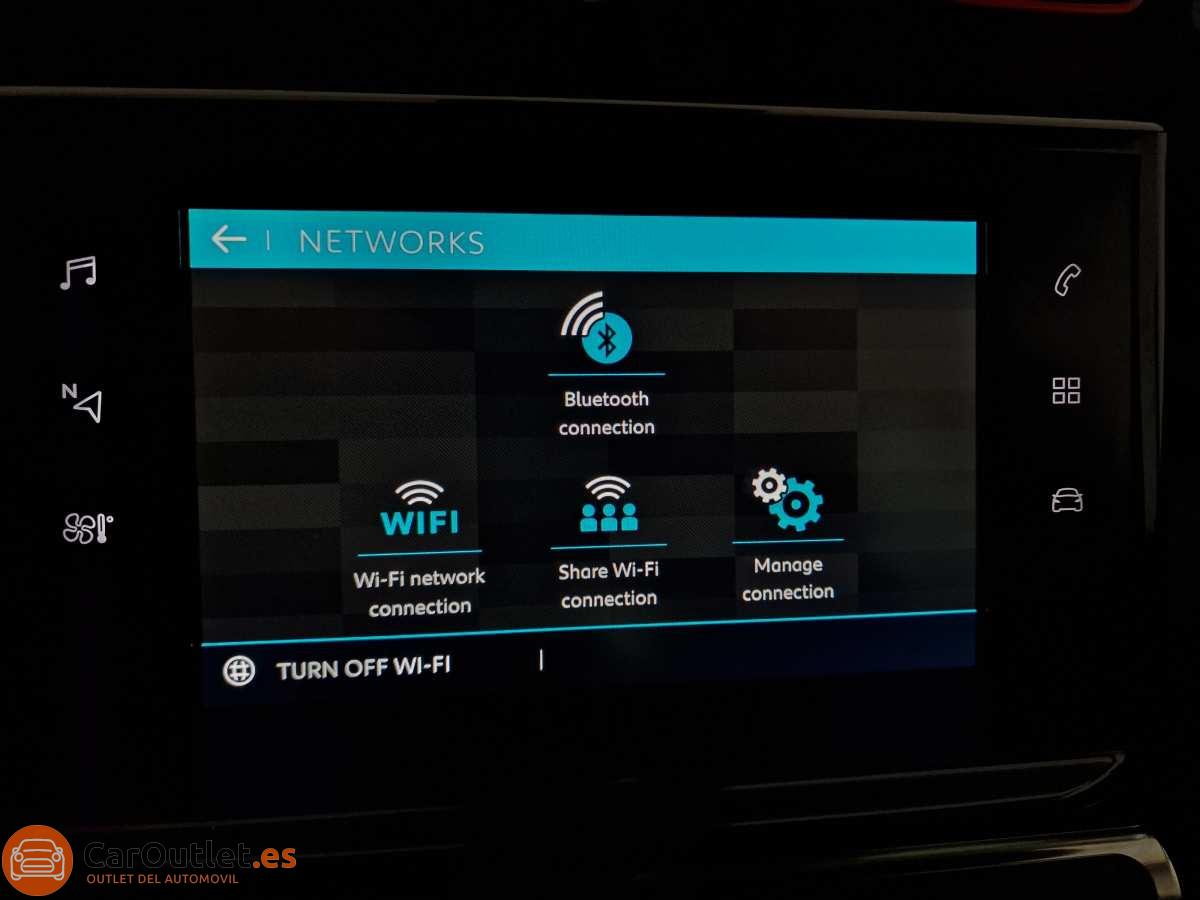 NETWORKS
N
Bluetooth
connection
WIFI
Wi-Fi network
connection
Share Wi-Fi
connection
Manage
connection
TURN OFF WI-FI
CarOutlet.es
OUTLET DEL AUTOMOVIL